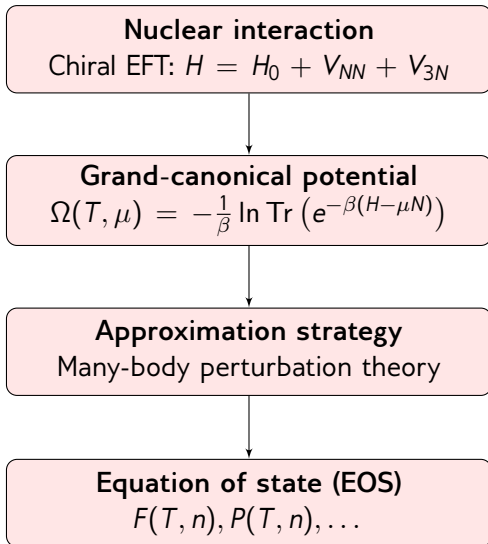 Nuclear interaction
Chiral EFT: H = H₀ + V_NN + V_3N
Grand-canonical potential
Ω(T, μ) = −1/β ln Tr (e^{−β(H−μN)})
Approximation strategy
Many-body perturbation theory
Equation of state (EOS)
F(T, n), P(T, n), …